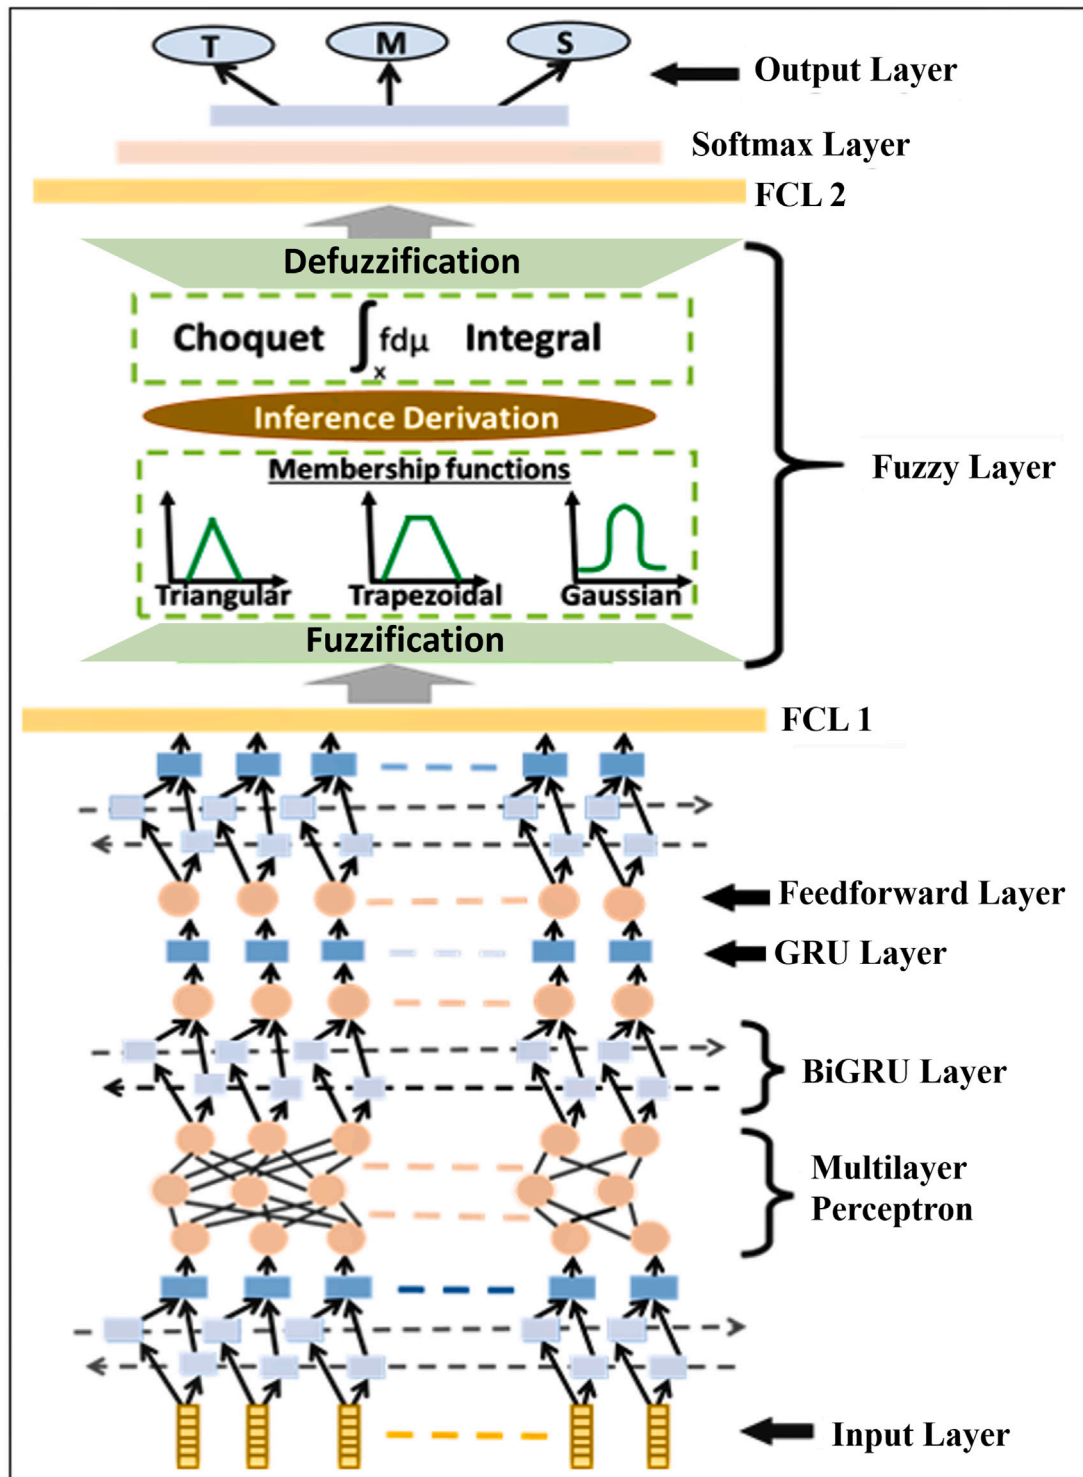 T M S
Output Layer
Softmax Layer
FCL 2
Defuzzification
Choquet ∫x fdμ Integral
Inference Derivation
Membership functions
Fuzzy Layer
Triangular Trapezoidal Gaussian
Fuzzification
FCL 1
Feedforward Layer
GRU Layer
BiGRU Layer
Multilayer
Perceptron
Input Layer